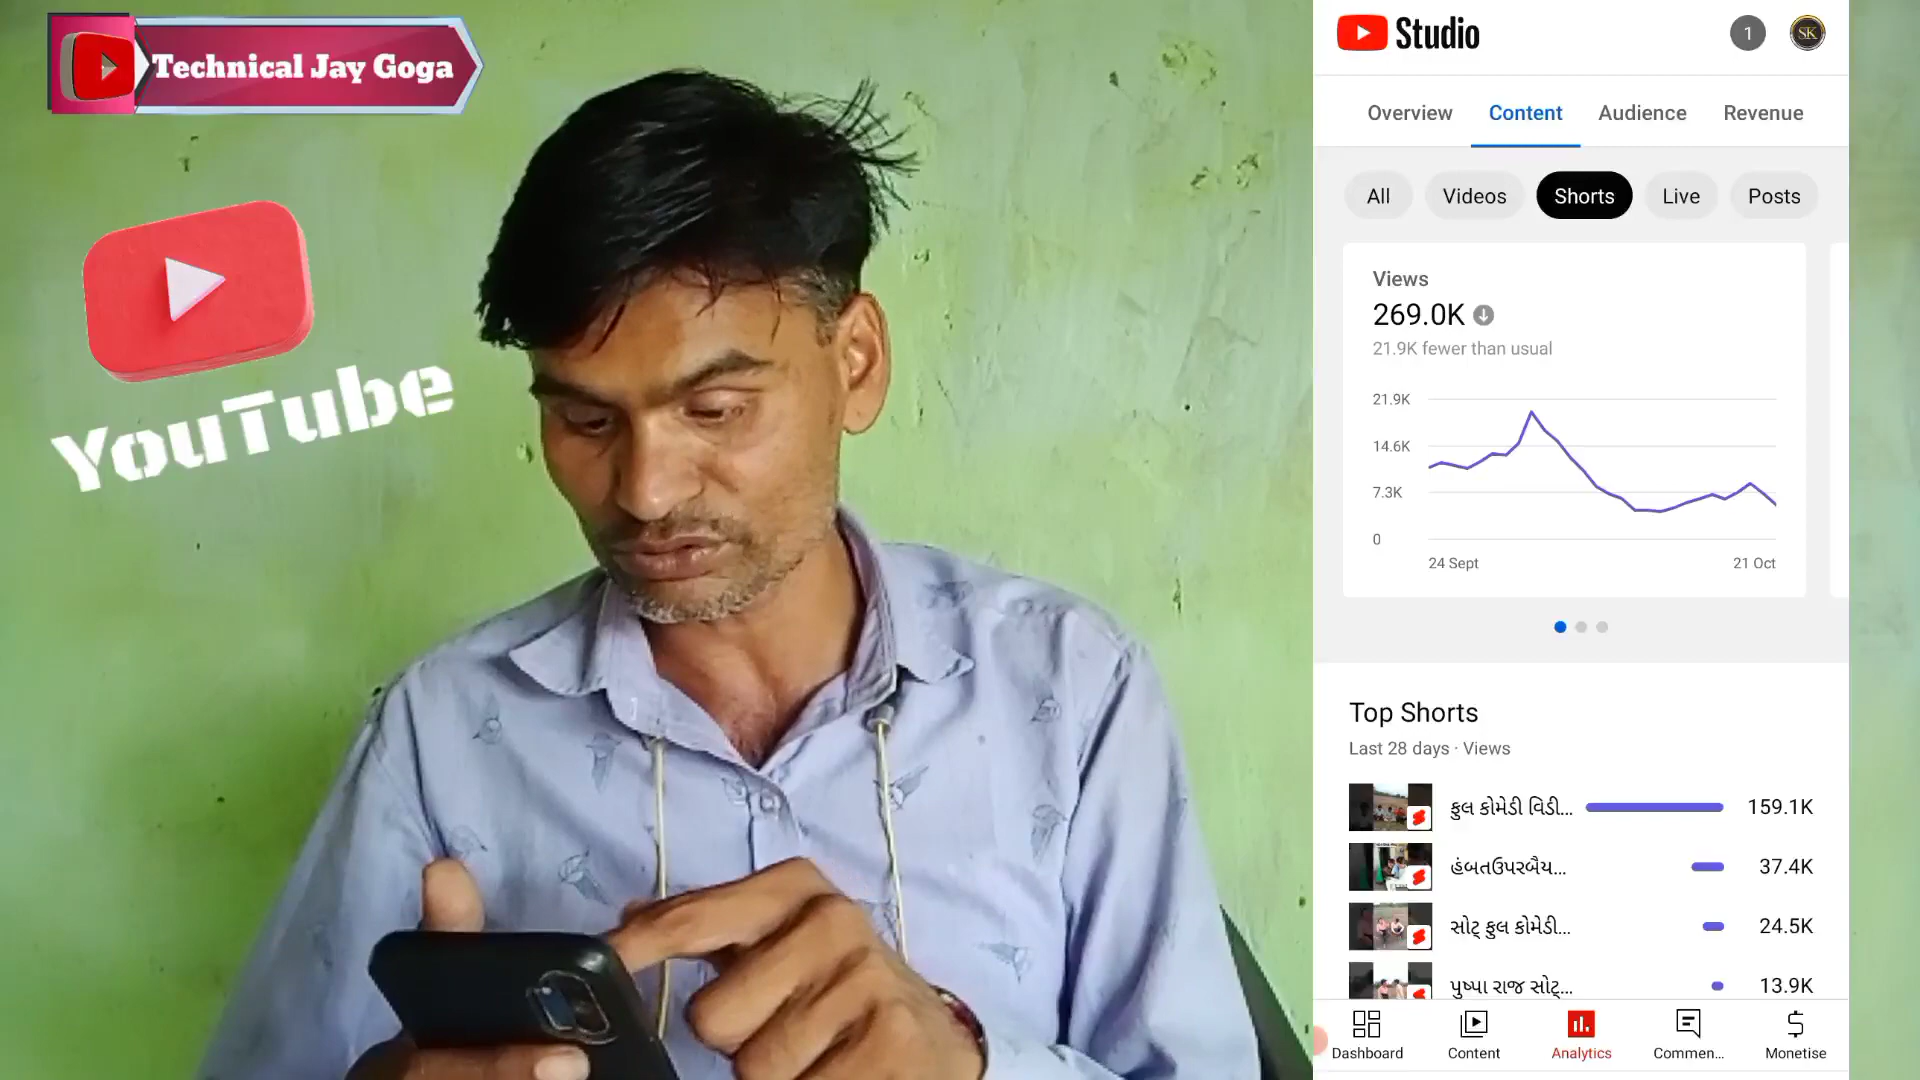 Technical Jay Goga
YouTube
Studio
1
SK
Overview
Content
Audience
Revenue
All
Videos
Shorts
Live
Posts
Views
269.0K
21.9K fewer than usual
21.9K
14.6K
7.3K
0
24 Sept
21 Oct
Top Shorts
Last 28 days · Views
ફુલ કોમેડી વિડી...
159.1K
હંબતઉપરબૈય...
37.4K
સોટ્ ફુલ કોમેડી...
24.5K
પુષ્પા રાજ સોટ્...
13.9K
Dashboard
Content
Analytics
Commen...
Monetise